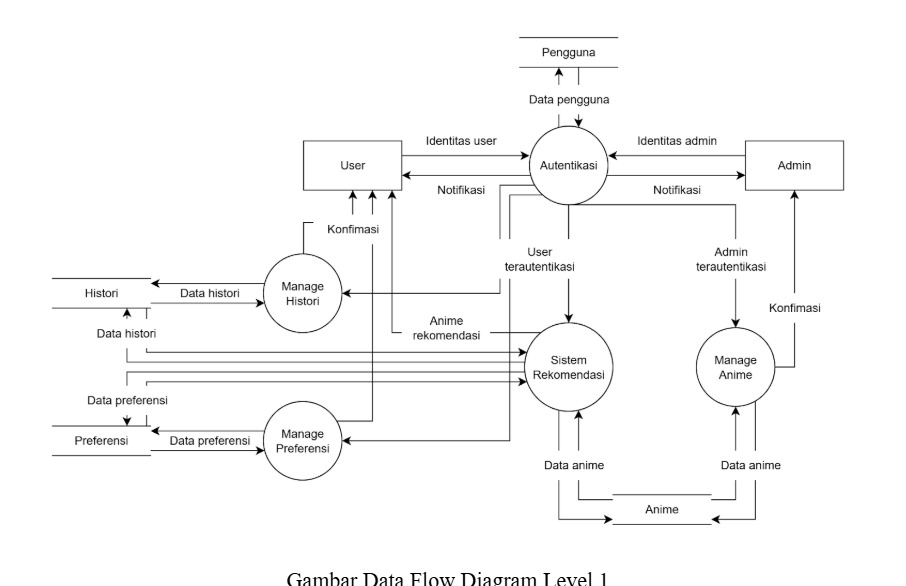 Pengguna
Data pengguna
Identitas user
Identitas admin
User
Autentikasi
Admin
Notifikasi
Notifikasi
Konfimasi
User
terautentikasi
Admin
terautentikasi
Histori
Data histori
Manage
Histori
Konfimasi
Data histori
Anime
rekomendasi
Sistem
Rekomendasi
Manage
Anime
Data preferensi
Preferensi
Data preferensi
Manage
Preferensi
Data anime
Data anime
Anime
Gambar Data Flow Diagram Level 1